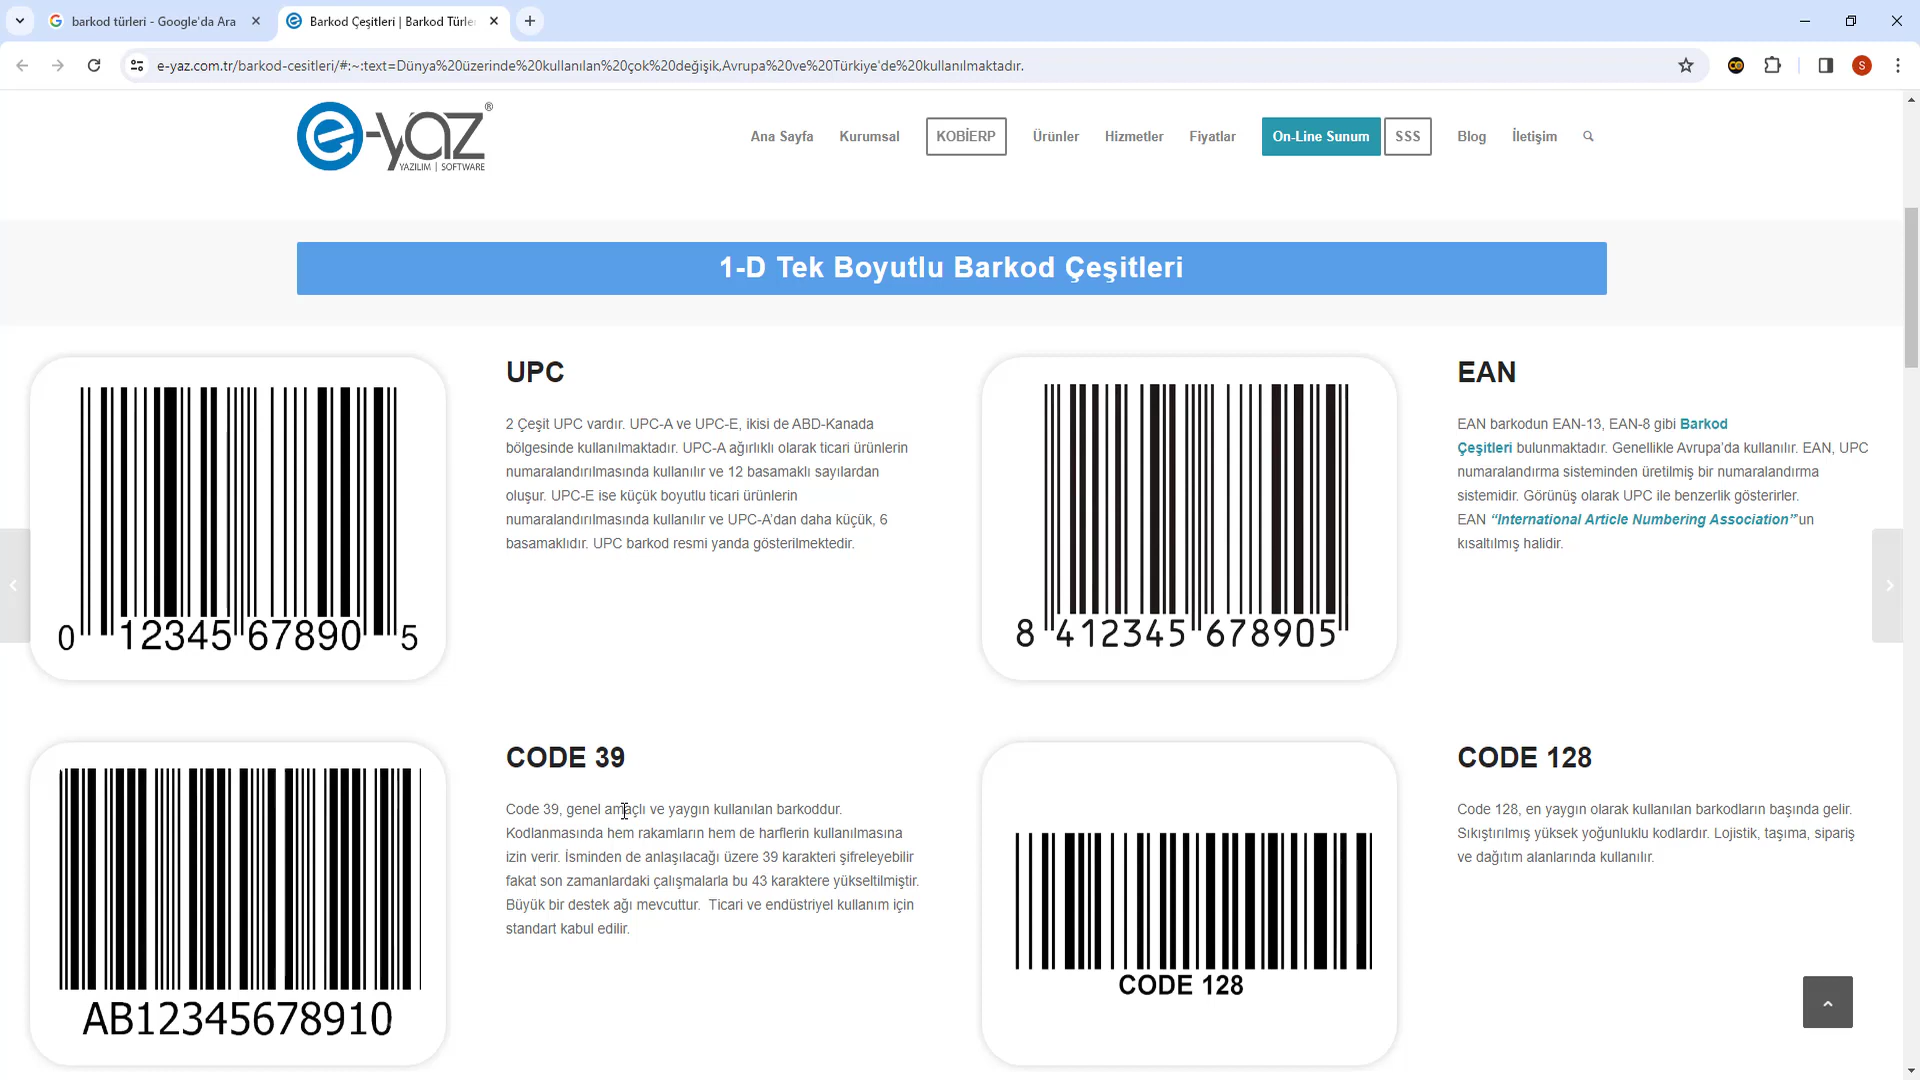 barkod türleri - Google'da Ara
Barkod Çeşitleri | Barkod Türle
e-yaz.com.tr/barkod-cesitleri/#:~:text=Dünya%20üzerinde%20kullanılan%20çok%20değişik,Avrupa%20ve%20Türkiye'de%20kullanılmaktadır.
S
e-yaz®
YAZILIM | SOFTWARE
Ana Sayfa Kurumsal KOBİERP Ürünler Hizmetler Fiyatlar On-Line Sunum SSS Blog İletişim
1-D Tek Boyutlu Barkod Çeşitleri
0 12345 67890 5
UPC
2 Çeşit UPC vardır. UPC-A ve UPC-E, ikisi de ABD-Kanada
bölgesinde kullanılmaktadır. UPC-A ağırlıklı olarak ticari ürünlerin
numaralandırılmasında kullanılır ve 12 basamaklı sayılardan
oluşur. UPC-E ise küçük boyutlu ticari ürünlerin
numaralandırılmasında kullanılır ve UPC-A'dan daha küçük, 6
basamaklıdır. UPC barkod resmi yanda gösterilmektedir.
8 412345 678905
EAN
EAN barkodun EAN-13, EAN-8 gibi Barkod
Çeşitleri bulunmaktadır. Genellikle Avrupa'da kullanılır. EAN, UPC
numaralandırma sisteminden üretilmiş bir numaralandırma
sistemidir. Görünüş olarak UPC ile benzerlik gösterirler.
EAN “International Article Numbering Association”'un
kısaltılmış halidir.
AB12345678910
CODE 39
Code 39, genel amaçlı ve yaygın kullanılan barkoddur.
Kodlanmasında hem rakamların hem de harflerin kullanılmasına
izin verir. İsminden de anlaşılacağı üzere 39 karakteri şifreleyebilir
fakat son zamanlardaki çalışmalarla bu 43 karaktere yükseltilmiştir.
Büyük bir destek ağı mevcuttur. Ticari ve endüstriyel kullanım için
standart kabul edilir.
CODE 128
CODE 128
Code 128, en yaygın olarak kullanılan barkodların başında gelir.
Sıkıştırılmış yüksek yoğunluklu kodlardır. Lojistik, taşıma, sipariş
ve dağıtım alanlarında kullanılır.